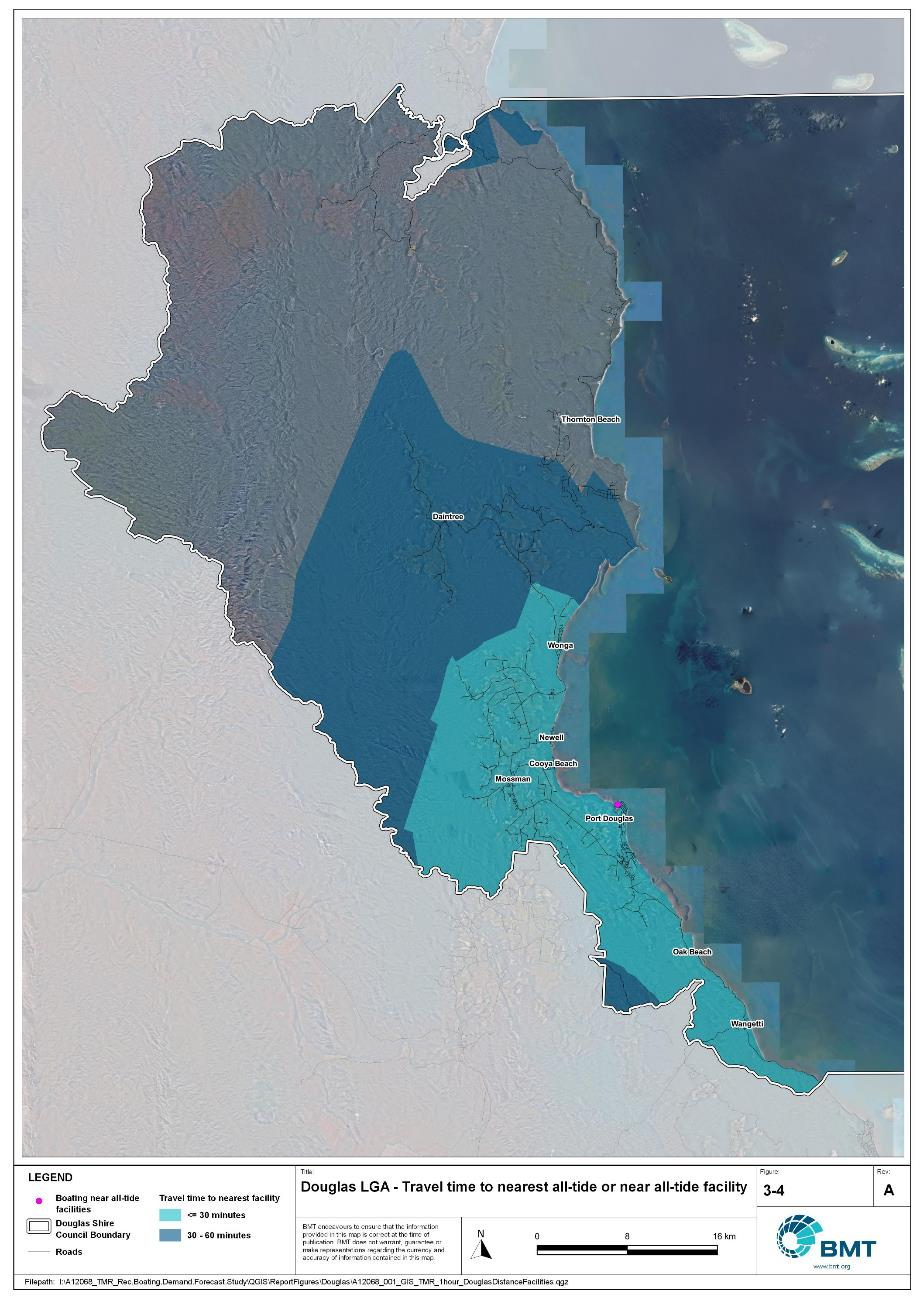 Thornton Beach
Daintree
Wonga
Newell
Cooya Beach
Mossman
Port Douglas
Oak Beach
Wangetti
LEGEND
Boating near all-tide
facilities
Douglas Shire
Council Boundary
Roads
Travel time to nearest facility
<= 30 minutes
30 - 60 minutes
Title:
Douglas LGA - Travel time to nearest all-tide or near all-tide facility
BMT endeavours to ensure that the information
provided in this map is correct at the time of
publication. BMT does not warrant, guarantee or
make representations regarding the currency and
accuracy of information contained in this map.
N
0 8 16 km
Figure:
3-4
Rev:
A
BMT
www.bmt.org
Filepath: I:\A12068_TMR_Rec.Boating.Demand.Forecast.Study\QGIS\ReportFigures\Douglas\A12068_001_GIS_TMR_1hour_DouglasDistanceFacilities.qgz